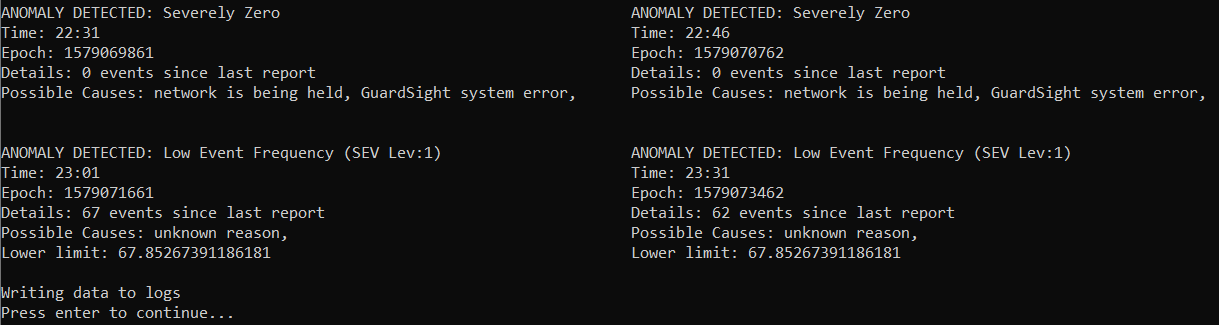 ANOMALY DETECTED: Severely Zero
Time: 22:31
Epoch: 1579069861
Details: 0 events since last report
Possible Causes: network is being held, GuardSight system error,
ANOMALY DETECTED: Severely Zero
Time: 22:46
Epoch: 1579070762
Details: 0 events since last report
Possible Causes: network is being held, GuardSight system error,
ANOMALY DETECTED: Low Event Frequency (SEV Lev:1)
Time: 23:01
Epoch: 1579071661
Details: 67 events since last report
Possible Causes: unknown reason,
Lower limit: 67.85267391186181
ANOMALY DETECTED: Low Event Frequency (SEV Lev:1)
Time: 23:31
Epoch: 1579073462
Details: 62 events since last report
Possible Causes: unknown reason,
Lower limit: 67.85267391186181
Writing data to logs
Press enter to continue...